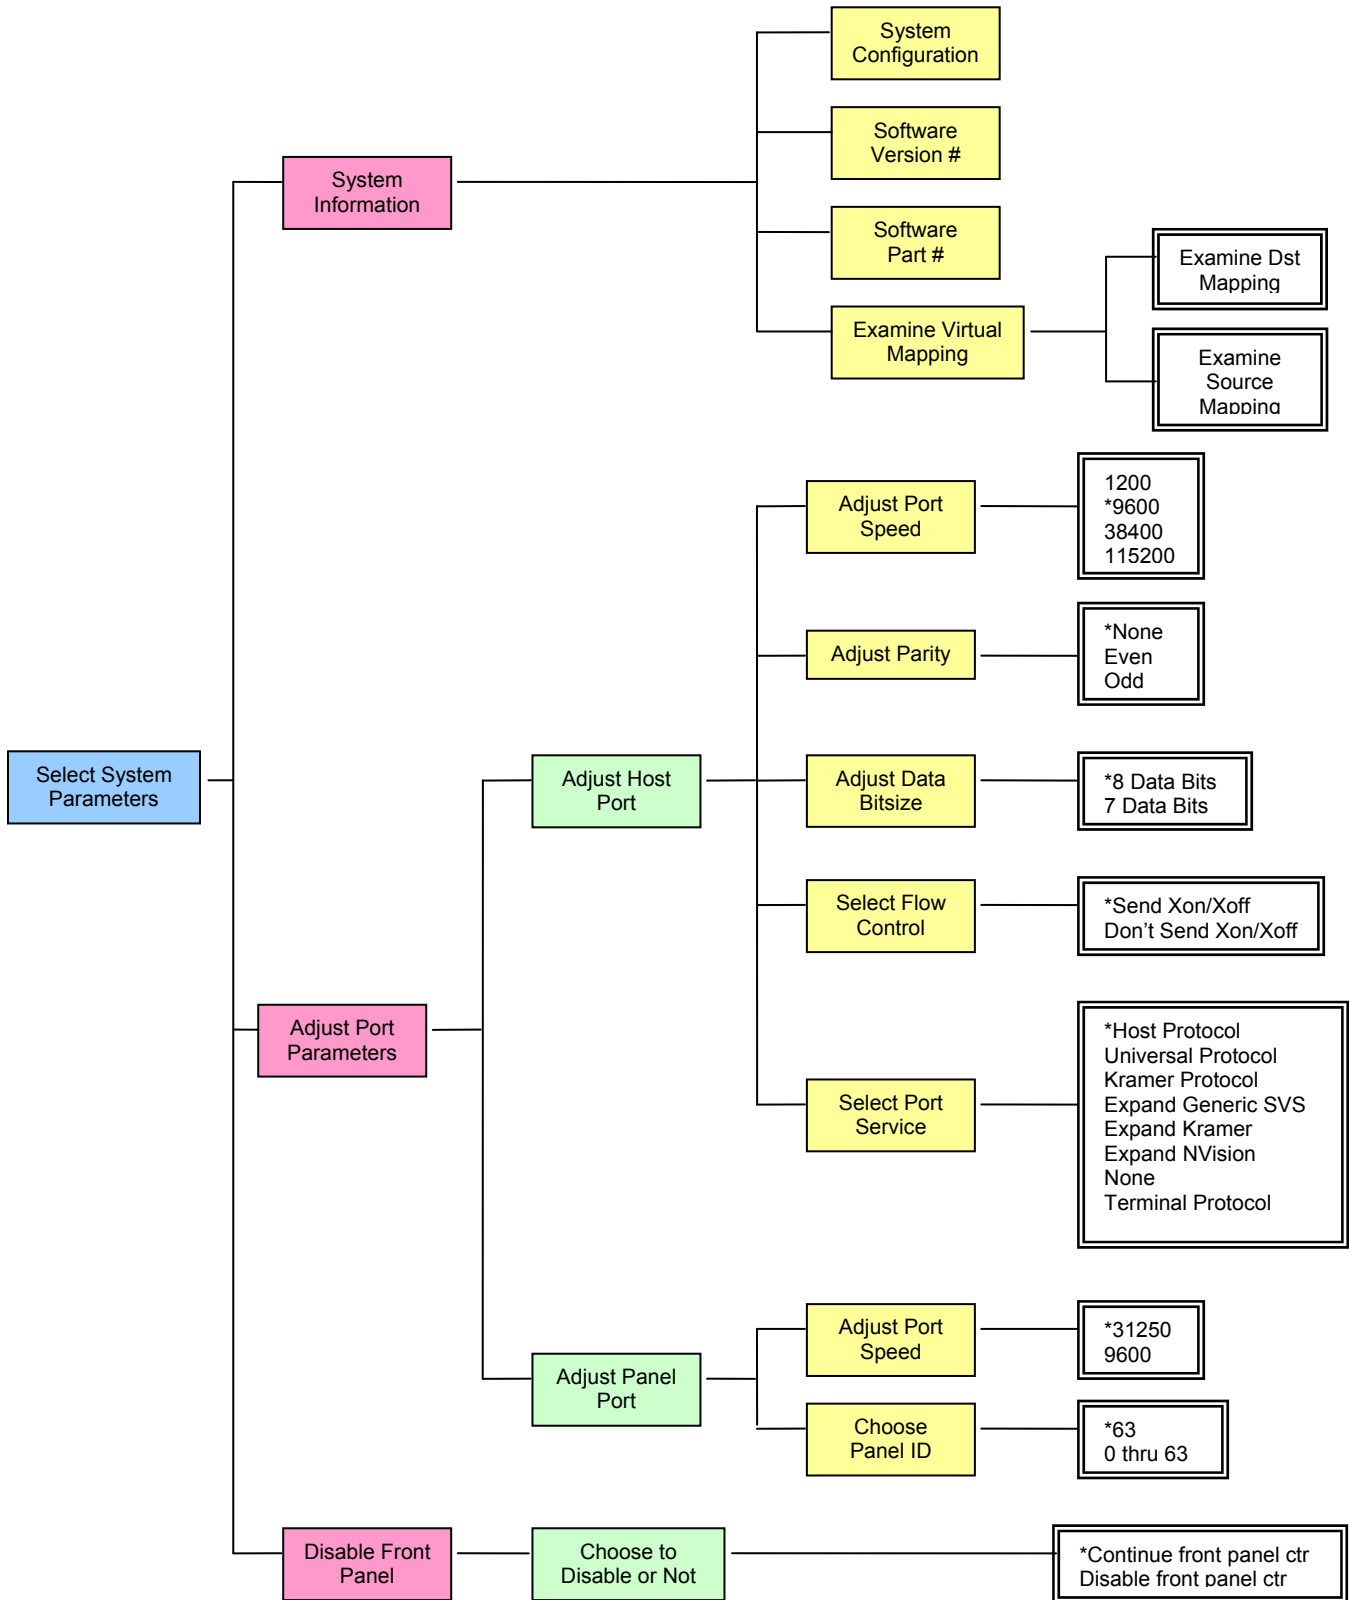 System
Configuration
Software
Version #
System
Information
Software
Part #
Examine Virtual
Mapping
Examine Dst
Mapping
Examine
Source
Mapping
Adjust Port
Speed
1200
*9600
38400
115200
Adjust Parity
*None
Even
Odd
Select System
Parameters
Adjust Host
Port
Adjust Data
Bitsize
*8 Data Bits
7 Data Bits
Select Flow
Control
*Send Xon/Xoff
Don't Send Xon/Xoff
Adjust Port
Parameters
Select Port
Service
*Host Protocol
Universal Protocol
Kramer Protocol
Expand Generic SVS
Expand Kramer
Expand NVision
None
Terminal Protocol
Adjust Panel
Port
Adjust Port
Speed
*31250
9600
Choose
Panel ID
*63
0 thru 63
Disable Front
Panel
Choose to
Disable or Not
*Continue front panel ctr
Disable front panel ctr